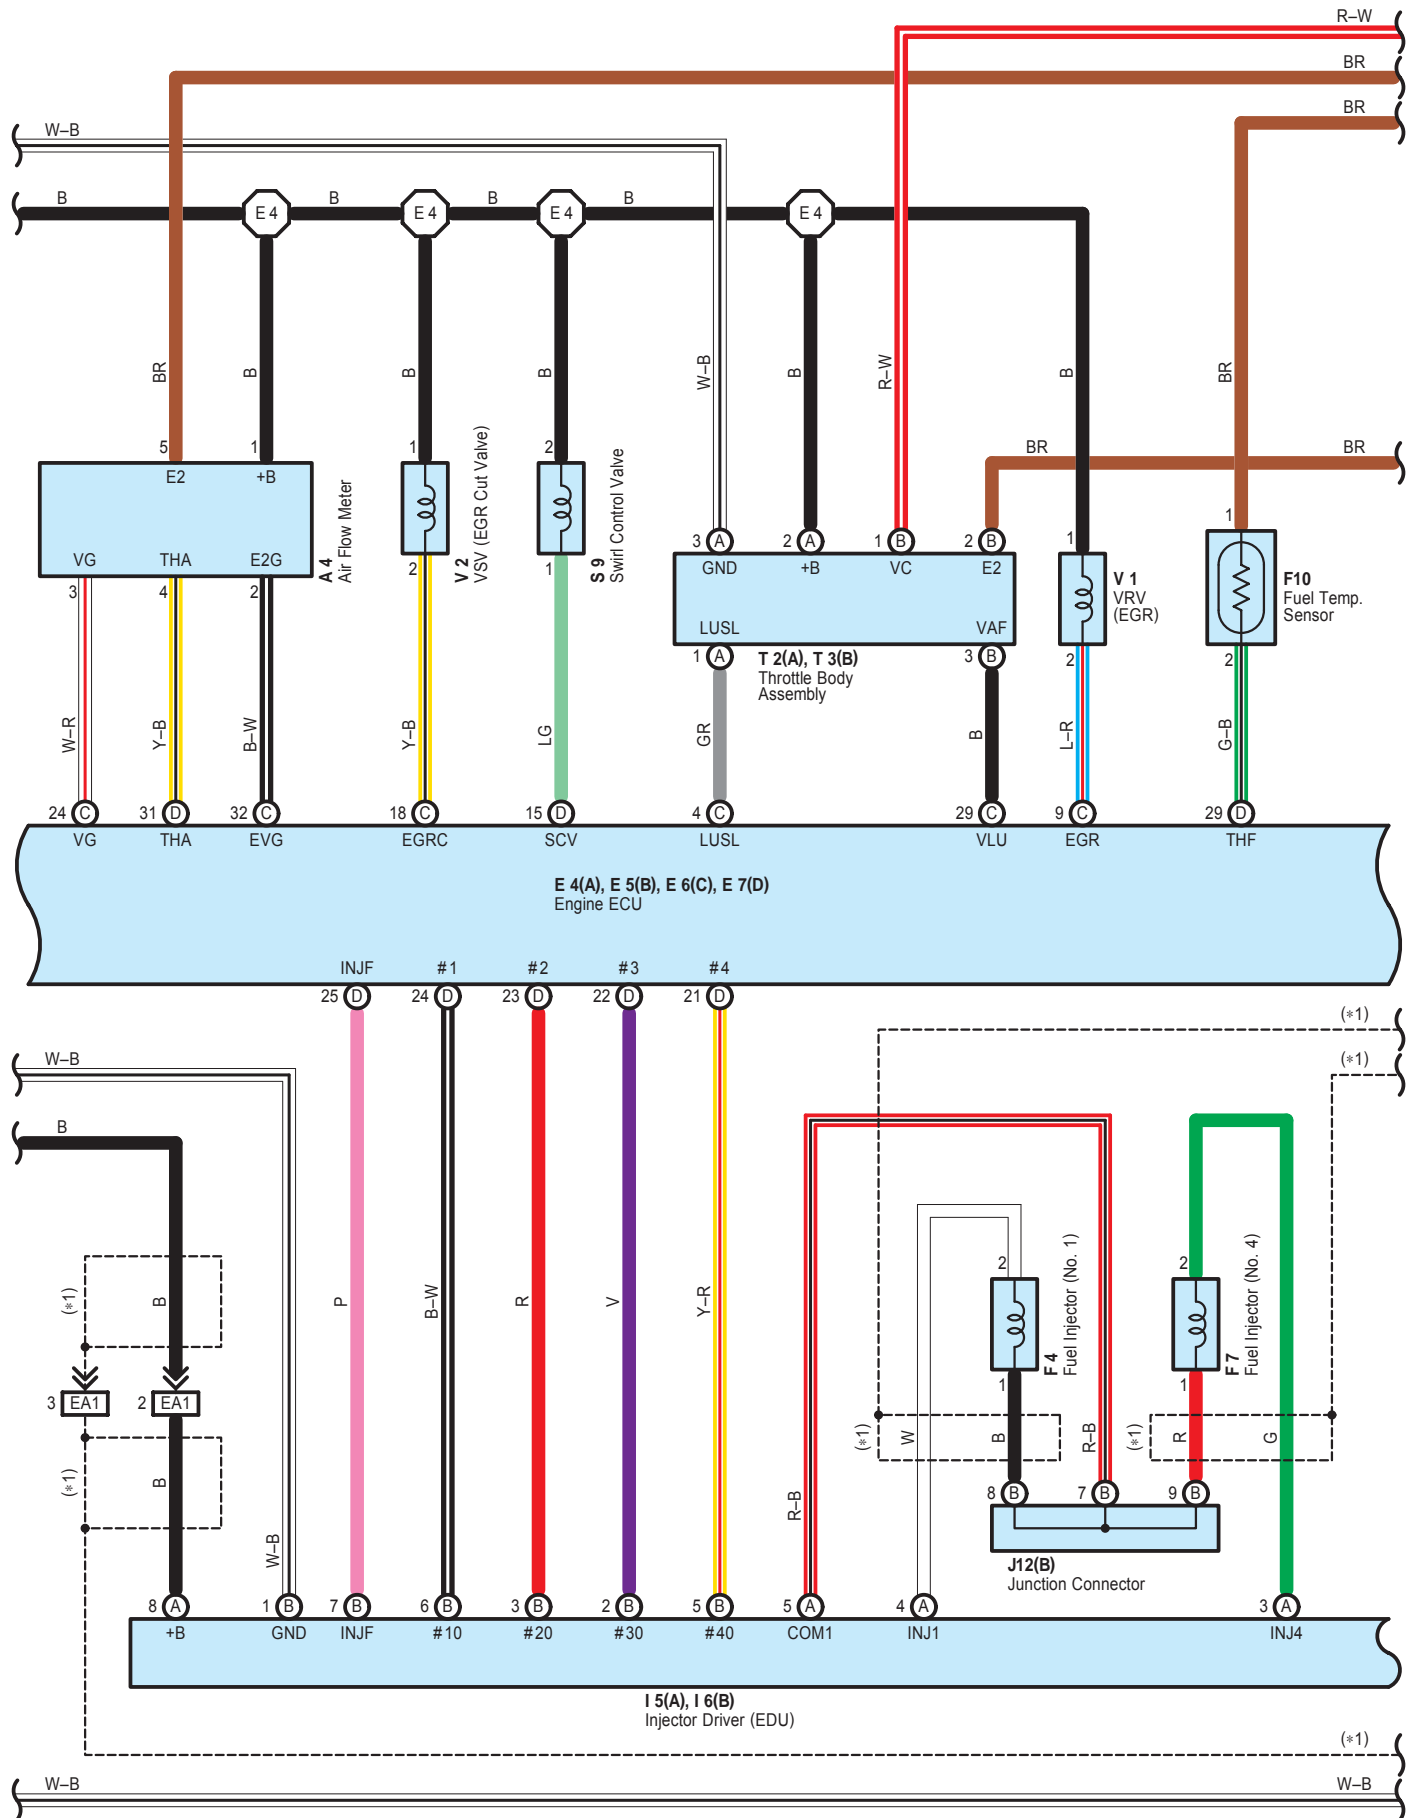 R–W
BR
BR
W–B
B B B B
E 4 E 4 E 4 E 4
BR B B B W–B B R–W B BR
BR BR
5 1 1 2
E2 +B
VG THA E2G
3 4 2
A 4
Air Flow Meter
2
V 2
VSV (EGR Cut Valve)
1
S 9
Swirl Control Valve
3 A 2 A 1 B 2 B
GND +B VC E2
LUSL VAF
1 A 3 B
T 2(A), T 3(B)
Throttle Body
Assembly
1
V 1
VRV
(EGR)
2
1
F10
Fuel Temp.
Sensor
2
W–R Y–B B–W Y–B LG GR B L–R G–B
24 C 31 D 32 C 18 C 15 D 4 C 29 C 9 C 29 D
VG THA EVG EGRC SCV LUSL VLU EGR THF
E 4(A), E 5(B), E 6(C), E 7(D)
Engine ECU
INJF #1 #2 #3 #4
25 D 24 D 23 D 22 D 21 D
(*1)
W–B (*1)
B
(*1) B P B–W R V Y–R
2
F 4
Fuel Injector (No. 1)
1
2
F 7
Fuel Injector (No. 4)
1
3 EA1 2 EA1
(*1) W B R–B (*1) R G
(*1) B
8 B 7 B 9 B
W–B R–B
J12(B)
Junction Connector
8 A 1 B 7 B 6 B 3 B 2 B 5 B 5 A 4 A 3 A
+B GND INJF #10 #20 #30 #40 COM1 INJ1 INJ4
I 5(A), I 6(B)
Injector Driver (EDU)
(*1)
W–B W–B